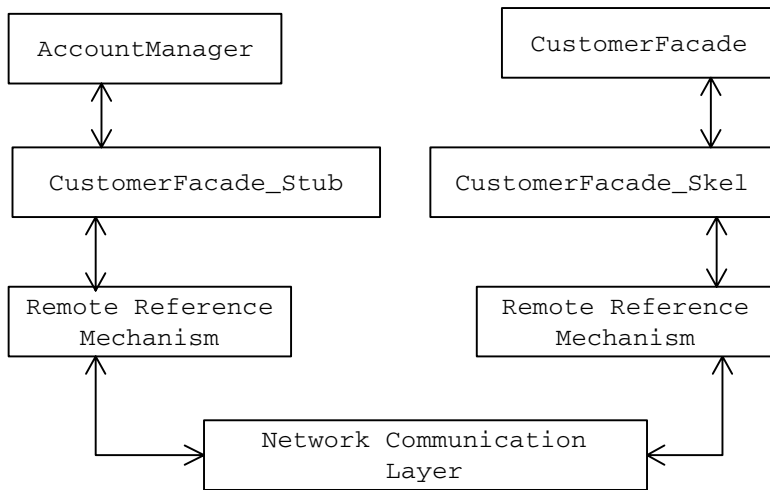 AccountManager
CustomerFacade
CustomerFacade_Stub
CustomerFacade_Skel
Remote Reference
Mechanism
Remote Reference
Mechanism
Network Communication
Layer